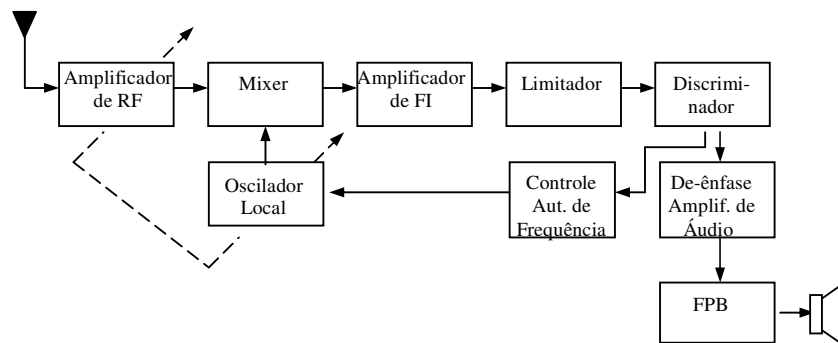 Amplificador
de RF
Mixer
Amplificador
de FI
Limitador
Discrimi-
nador
Oscilador
Local
Controle
Aut. de
Frequência
De-ênfase
Amplif. de
Áudio
FPB